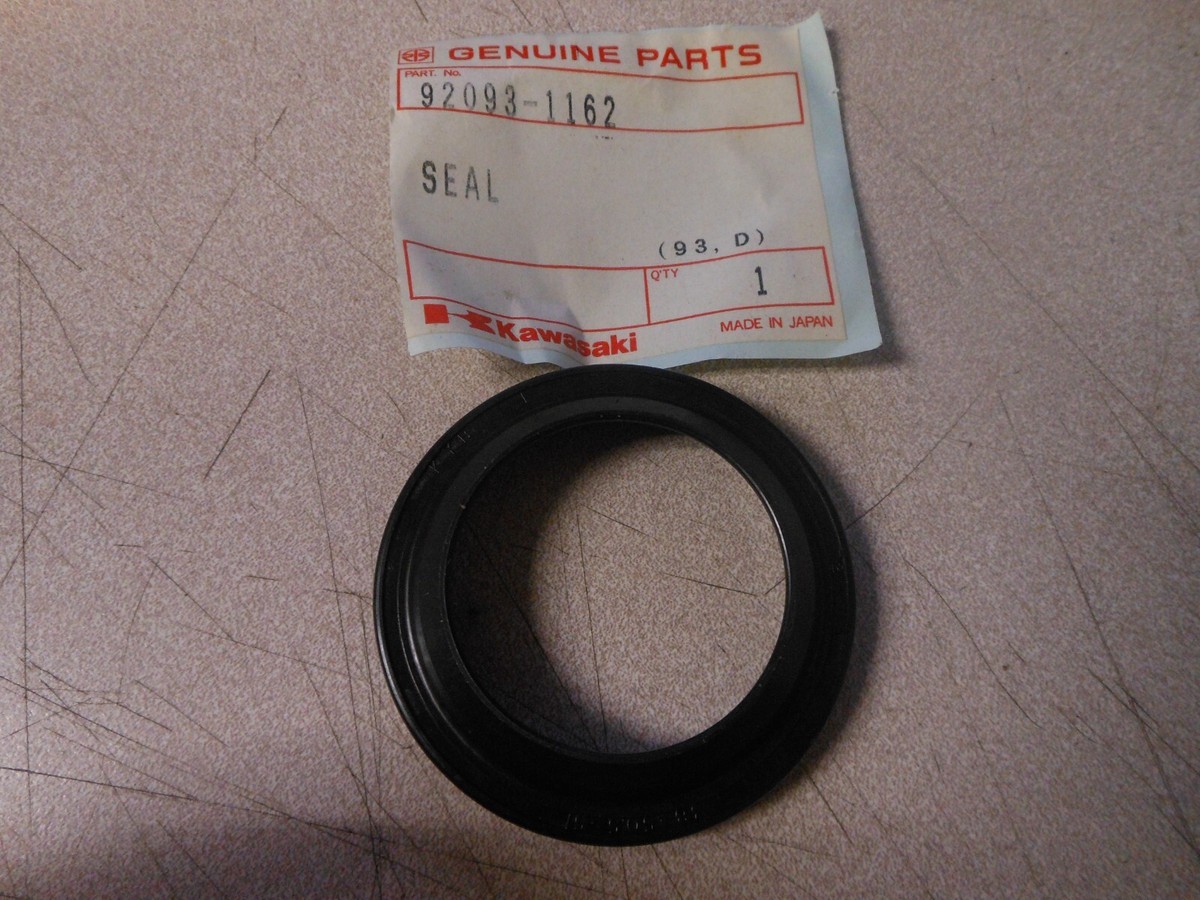 GENUINE PARTS
PART. No.
92093-1162
SEAL
(93, D)
Q'TY
1
Kawasaki
MADE IN JAPAN